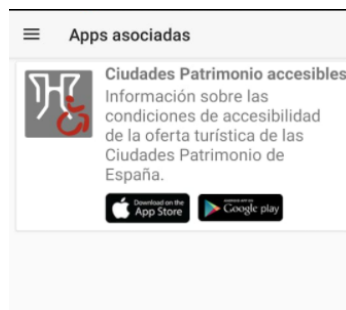 Apps asociadas
Ciudades Patrimonio accesibles
Información sobre las
condiciones de accesibilidad
de la oferta turística de las
Ciudades Patrimonio de
España.
Download on the
App Store
Google play